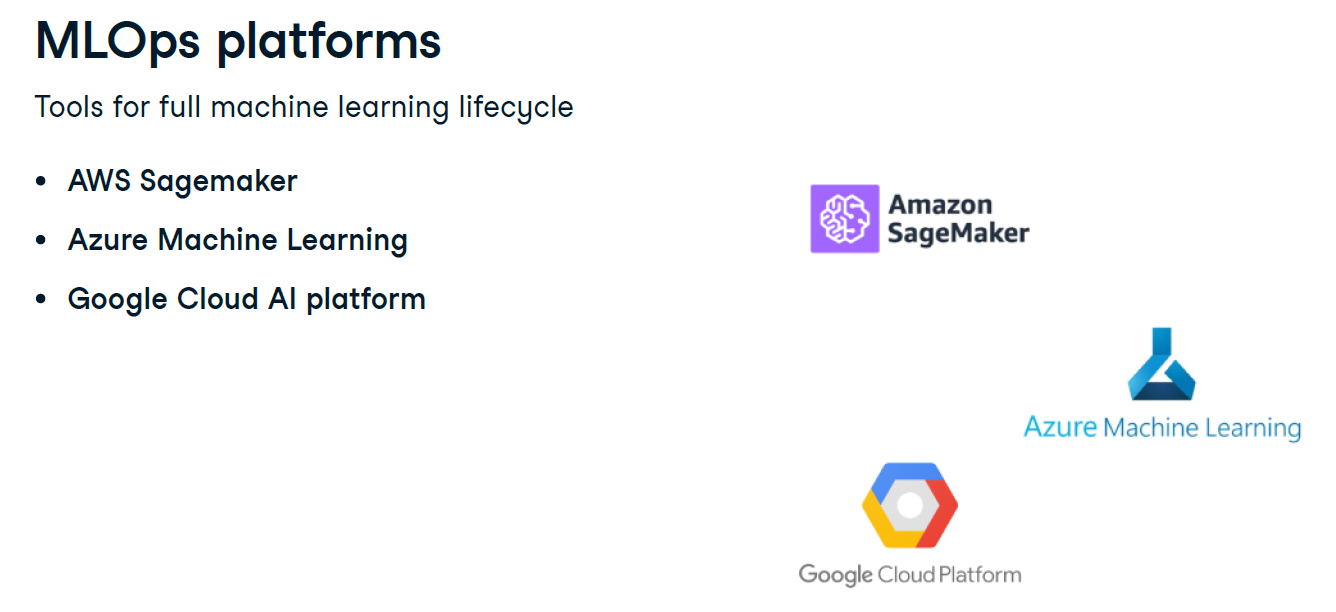 MLOps platforms
Tools for full machine learning lifecycle
• AWS Sagemaker
• Azure Machine Learning
• Google Cloud AI platform
Amazon
SageMaker
Azure Machine Learning
Google Cloud Platform